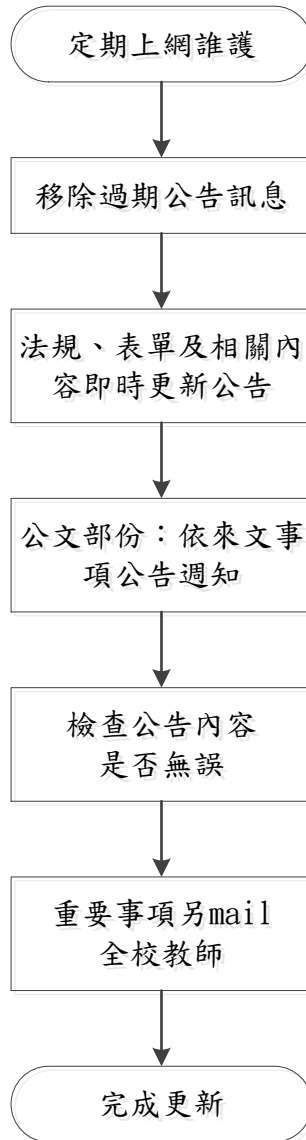 定期上網誰護
移除過期公告訊息
法規、表單及相關內
容即時更新公告
公文部份：依來文事
項公告週知
檢查公告內容
是否無誤
重要事項另mail
全校教師
完成更新